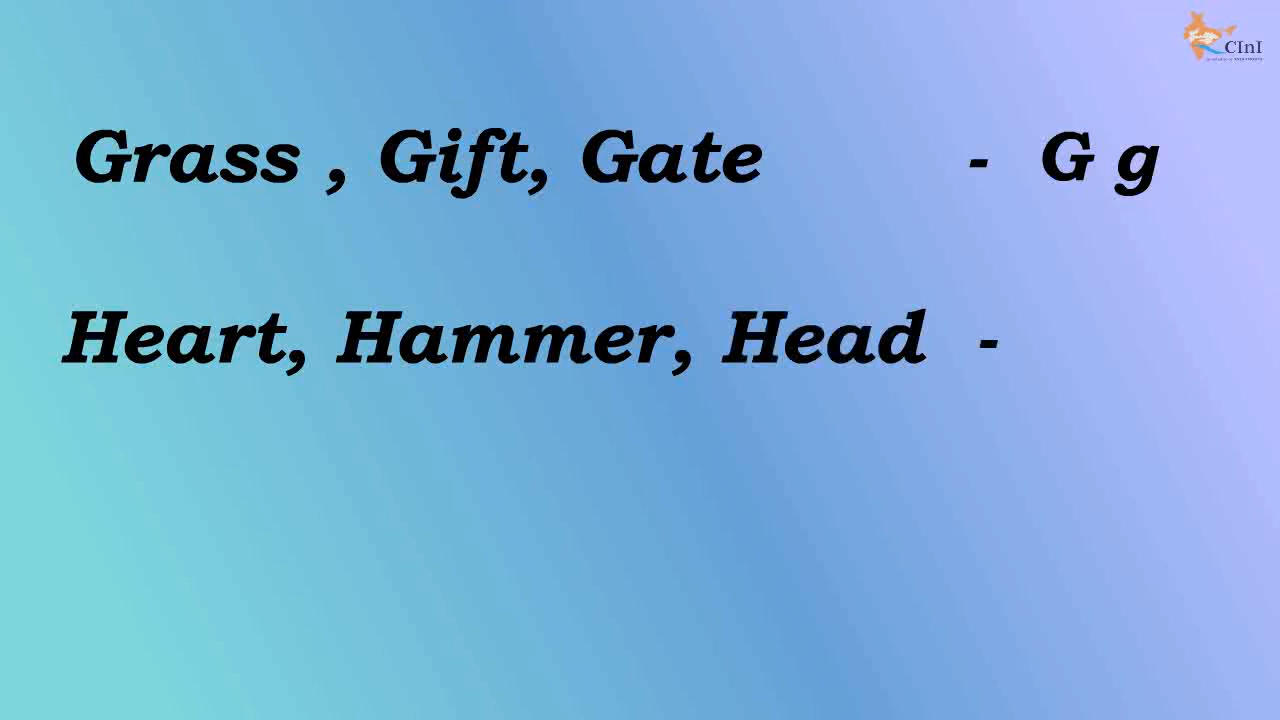 CInI
Grass , Gift, Gate - G g
Heart, Hammer, Head -